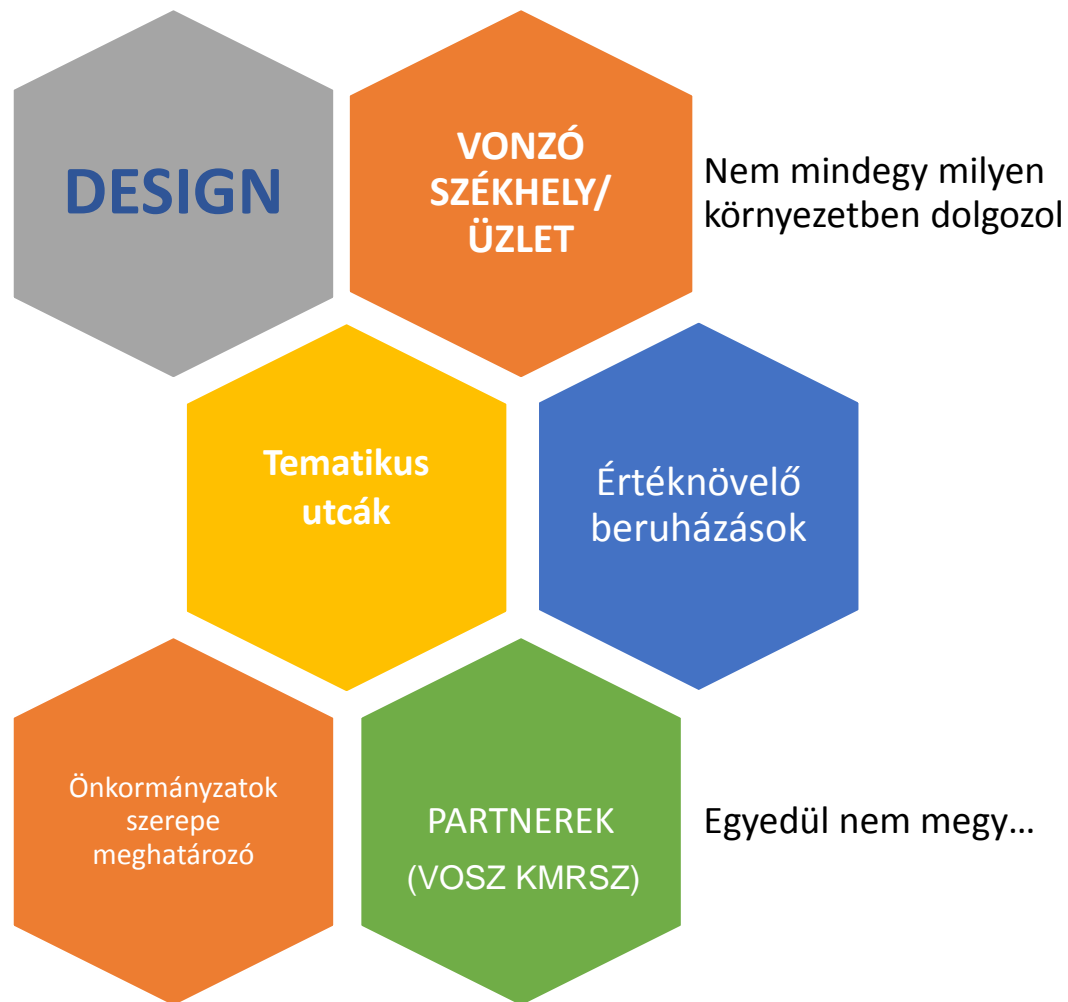 DESIGN
VONZÓ
SZÉKHELY/
ÜZLET
Nem mindegy milyen
környezetben dolgozol
Tematikus
utcák
Értéknövelő
beruházások
Önkormányzatok
szerepe
meghatározó
PARTNEREK
(VOSZ KMRSZ)
Egyedül nem megy…